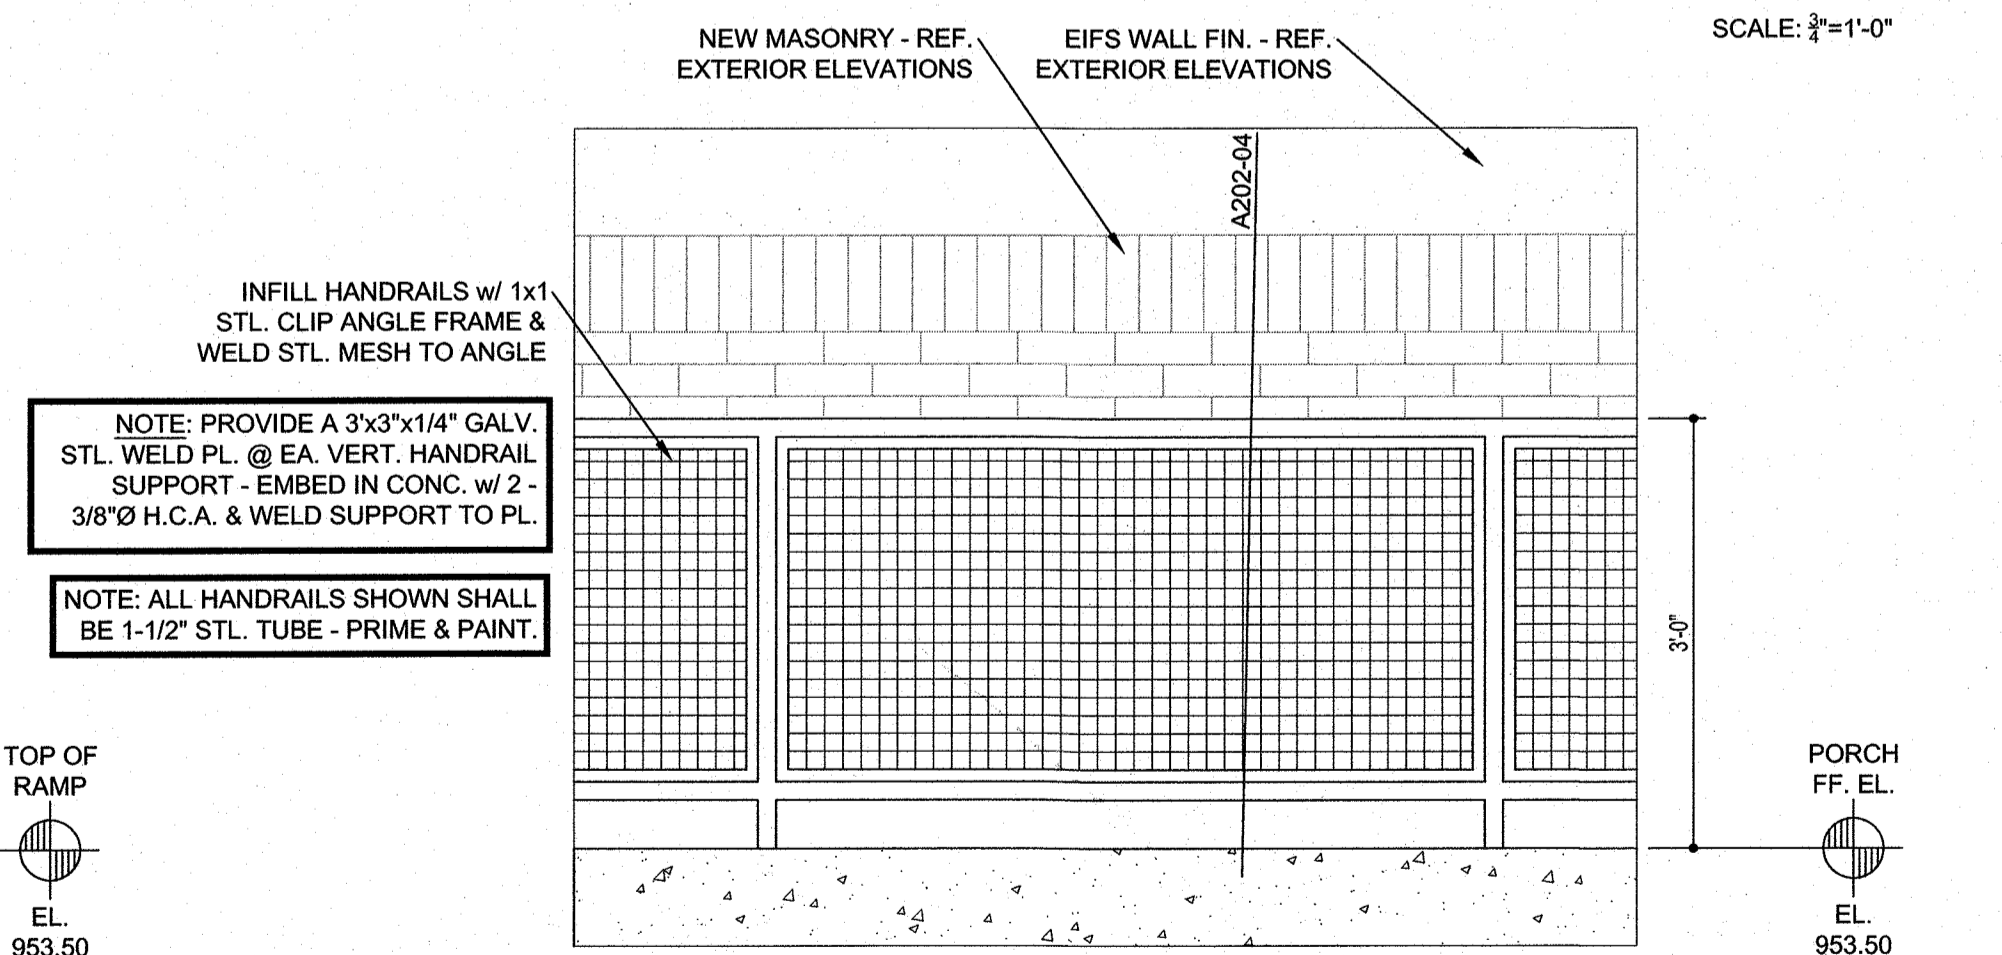 SCALE: 3/4"=1'-0"
NEW MASONRY - REF.
EXTERIOR ELEVATIONS
EIFS WALL FIN. - REF.
EXTERIOR ELEVATIONS
A202-04
INFILL HANDRAILS w/ 1x1
STL. CLIP ANGLE FRAME &
WELD STL. MESH TO ANGLE
NOTE: PROVIDE A 3'x3"x1/4" GALV.
STL. WELD PL. @ EA. VERT. HANDRAIL
SUPPORT - EMBED IN CONC. w/ 2 -
3/8"Ø H.C.A. & WELD SUPPORT TO PL.
NOTE: ALL HANDRAILS SHOWN SHALL
BE 1-1/2" STL. TUBE - PRIME & PAINT.
3'-0"
TOP OF
RAMP
EL.
953.50
PORCH
FF. EL.
EL.
953.50